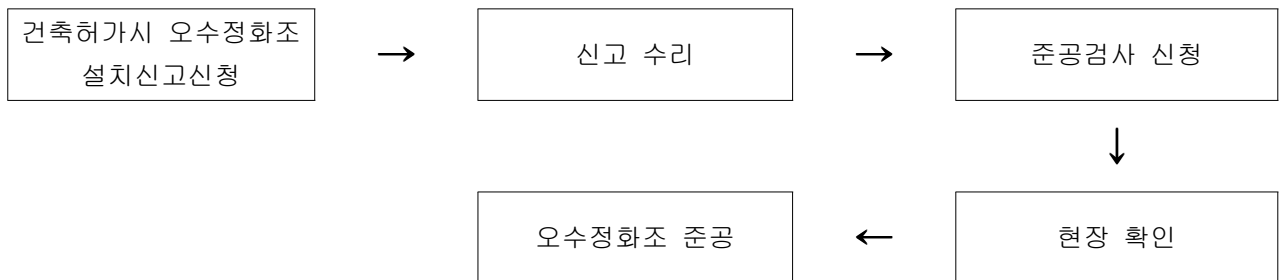 건축허가시 오수정화조
설치신고신청
→
신고 수리
→
준공검사 신청
↓
현장 확인
←
오수정화조 준공